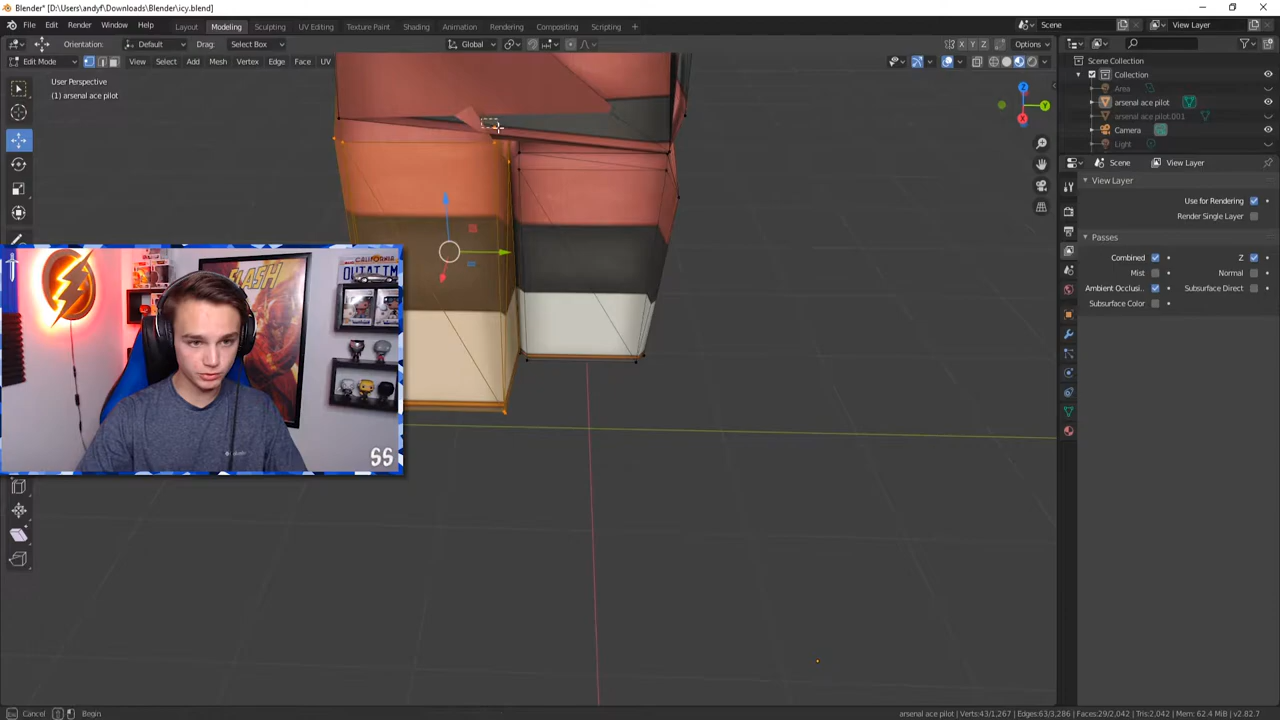 Blender* [D:\Users\andyf\Downloads\Blender\icy.blend]
File Edit Render Window Help Layout Modeling Sculpting UV Editing Texture Paint Shading Animation Rendering Compositing Scripting Scene View Layer
Orientation: Default Drag: Select Box Global X Y Z Options
Edit Mode View Select Add Mesh Vertex Edge Face UV
User Perspective
(1) arsenal ace pilot
Z
Y
X
Scene Collection
Collection
Area
arsenal ace pilot
arsenal ace pilot.001
Camera
Light
Scene View Layer
View Layer
Use for Rendering
Render Single Layer
Passes
Combined Z
Mist Normal
Ambient Occlusi.. Subsurface Direct
Subsurface Color
CALIFORNIA
OUTATIM
FLASH
Columbia
SS
Cancel Begin
arsenal ace pilot | Verts:43/1,267 | Edges:63/3,286 | Faces:29/2,042 | Tris:2,042 | Mem: 62.4 MiB | v2.82.7